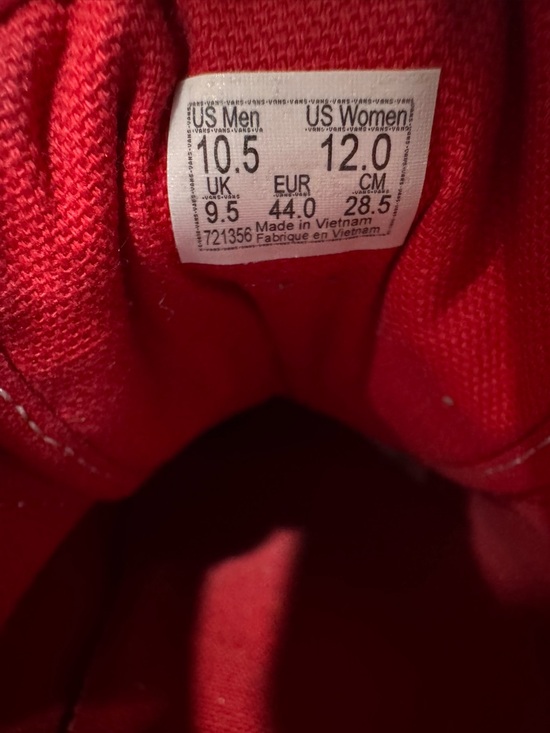 US Men US Women
10.5 12.0
UK EUR CM
9.5 44.0 28.5
Made in Vietnam
721356 Fabrique en Vietnam